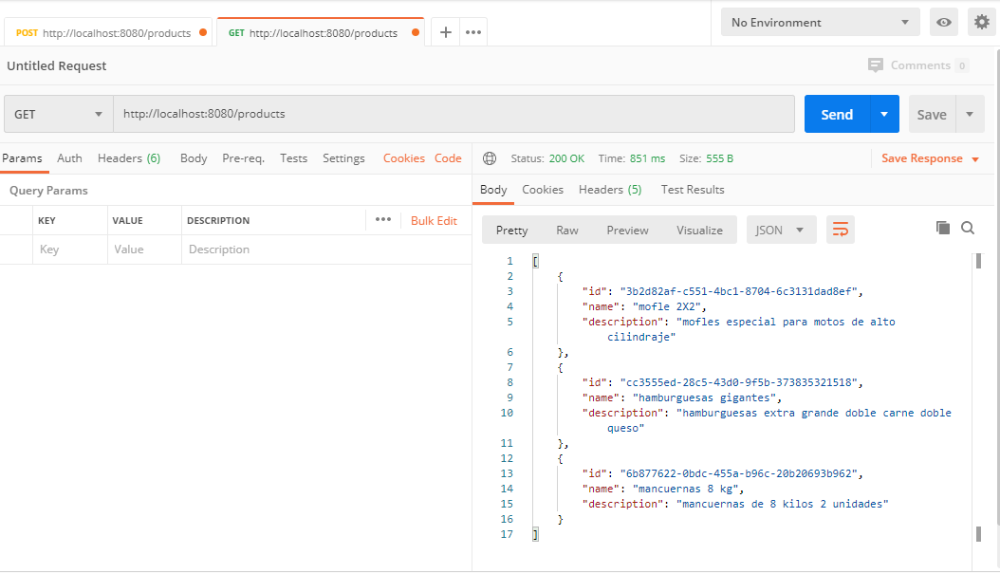 POST http://localhost:8080/products
GET http://localhost:8080/products
No Environment
Untitled Request
Comments 0
GET http://localhost:8080/products
Send
Save
Params Auth Headers (6) Body Pre-req. Tests Settings Cookies Code
Status: 200 OK Time: 851 ms Size: 555 B Save Response
Query Params
KEY VALUE DESCRIPTION ••• Bulk Edit
Key Value Description
Body Cookies Headers (5) Test Results
Pretty Raw Preview Visualize JSON
1 [
2 {
3 "id": "3b2d82af-c551-4bc1-8704-6c3131dad8ef",
4 "name": "mofle 2X2",
5 "description": "mofles especial para motos de alto
cilindraje"
6 },
7 {
8 "id": "cc3555ed-28c5-43d0-9f5b-373835321518",
9 "name": "hamburguesas gigantes",
10 "description": "hamburguesas extra grande doble carne doble
queso"
11 },
12 {
13 "id": "6b877622-0bdc-455a-b96c-20b20693b962",
14 "name": "mancuernas 8 kg",
15 "description": "mancuernas de 8 kilos 2 unidades"
16 }
17 ]